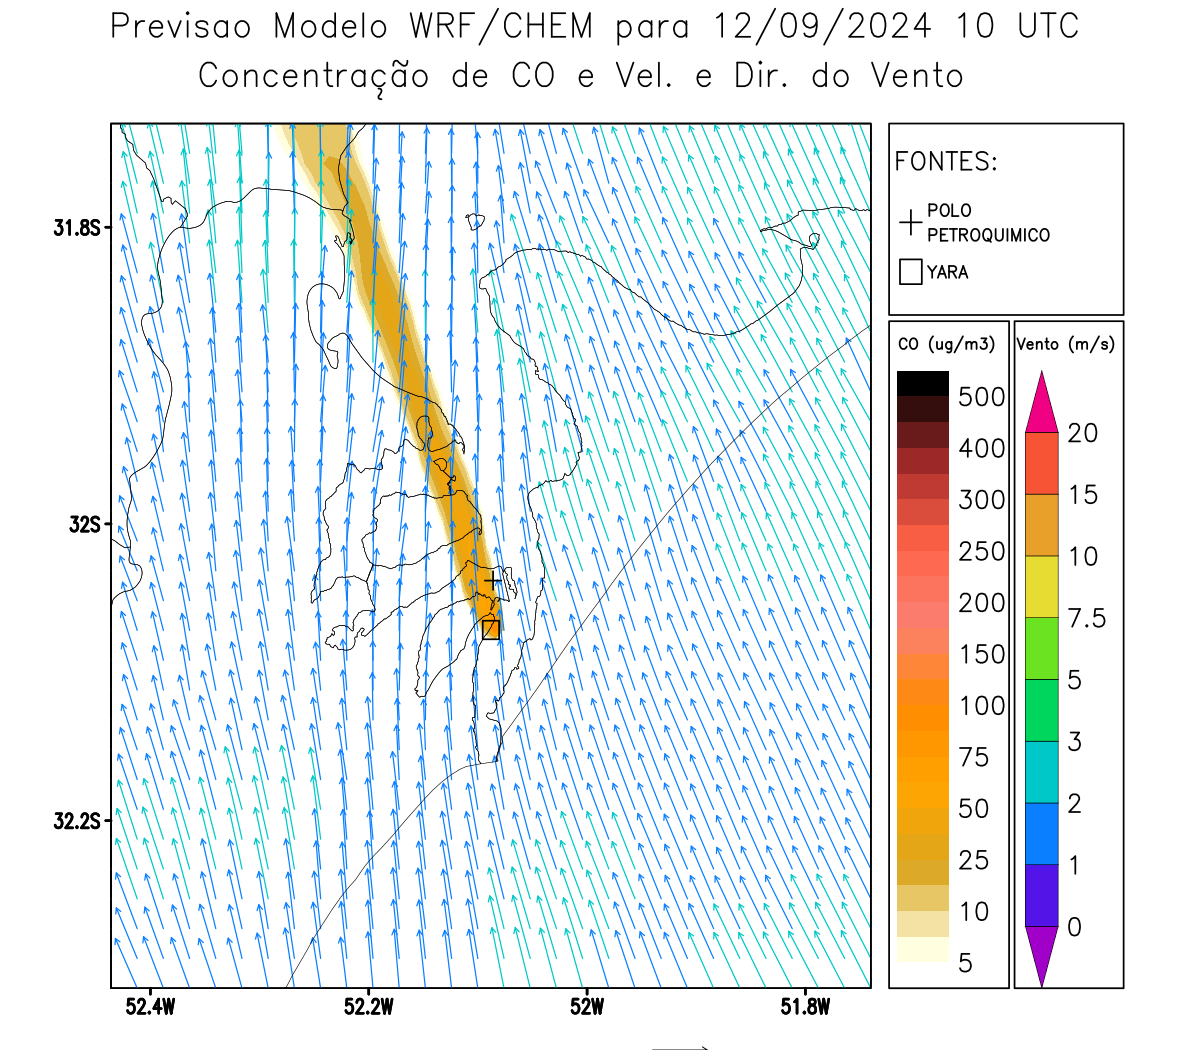 Previsao Modelo WRF/CHEM para 12/09/2024 10 UTC
Concentração de CO e Vel. e Dir. do Vento
FONTES:
POLO
PETROQUIMICO
YARA
CO (ug/m3)
500
400
300
250
200
150
100
75
50
25
10
5
Vento (m/s)
20
15
10
7.5
5
3
2
1
0
31.8S
32S
32.2S
52.4W
52.2W
52W
51.8W